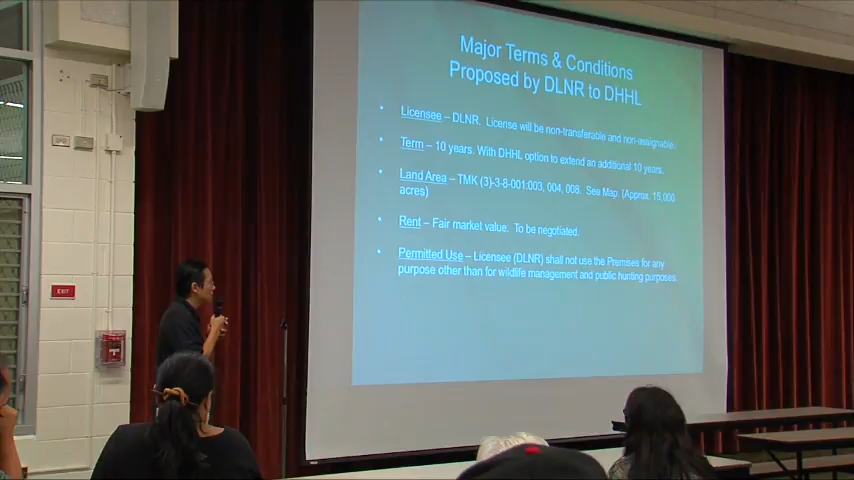 Major Terms & Conditions
Proposed by DLNR to DHHL
• Licensee – DLNR. License will be non-transferable and non-assignable.
• Term – 10 years. With DHHL option to extend an additional 10 years.
• Land Area – TMK (3)-3-8-001:003, 004, 008. See Map. (Approx. 15,000
acres)
• Rent – Fair market value. To be negotiated.
• Permitted Use – Licensee (DLNR) shall not use the Premises for any
purpose other than for wildlife management and public hunting purposes.
EXIT